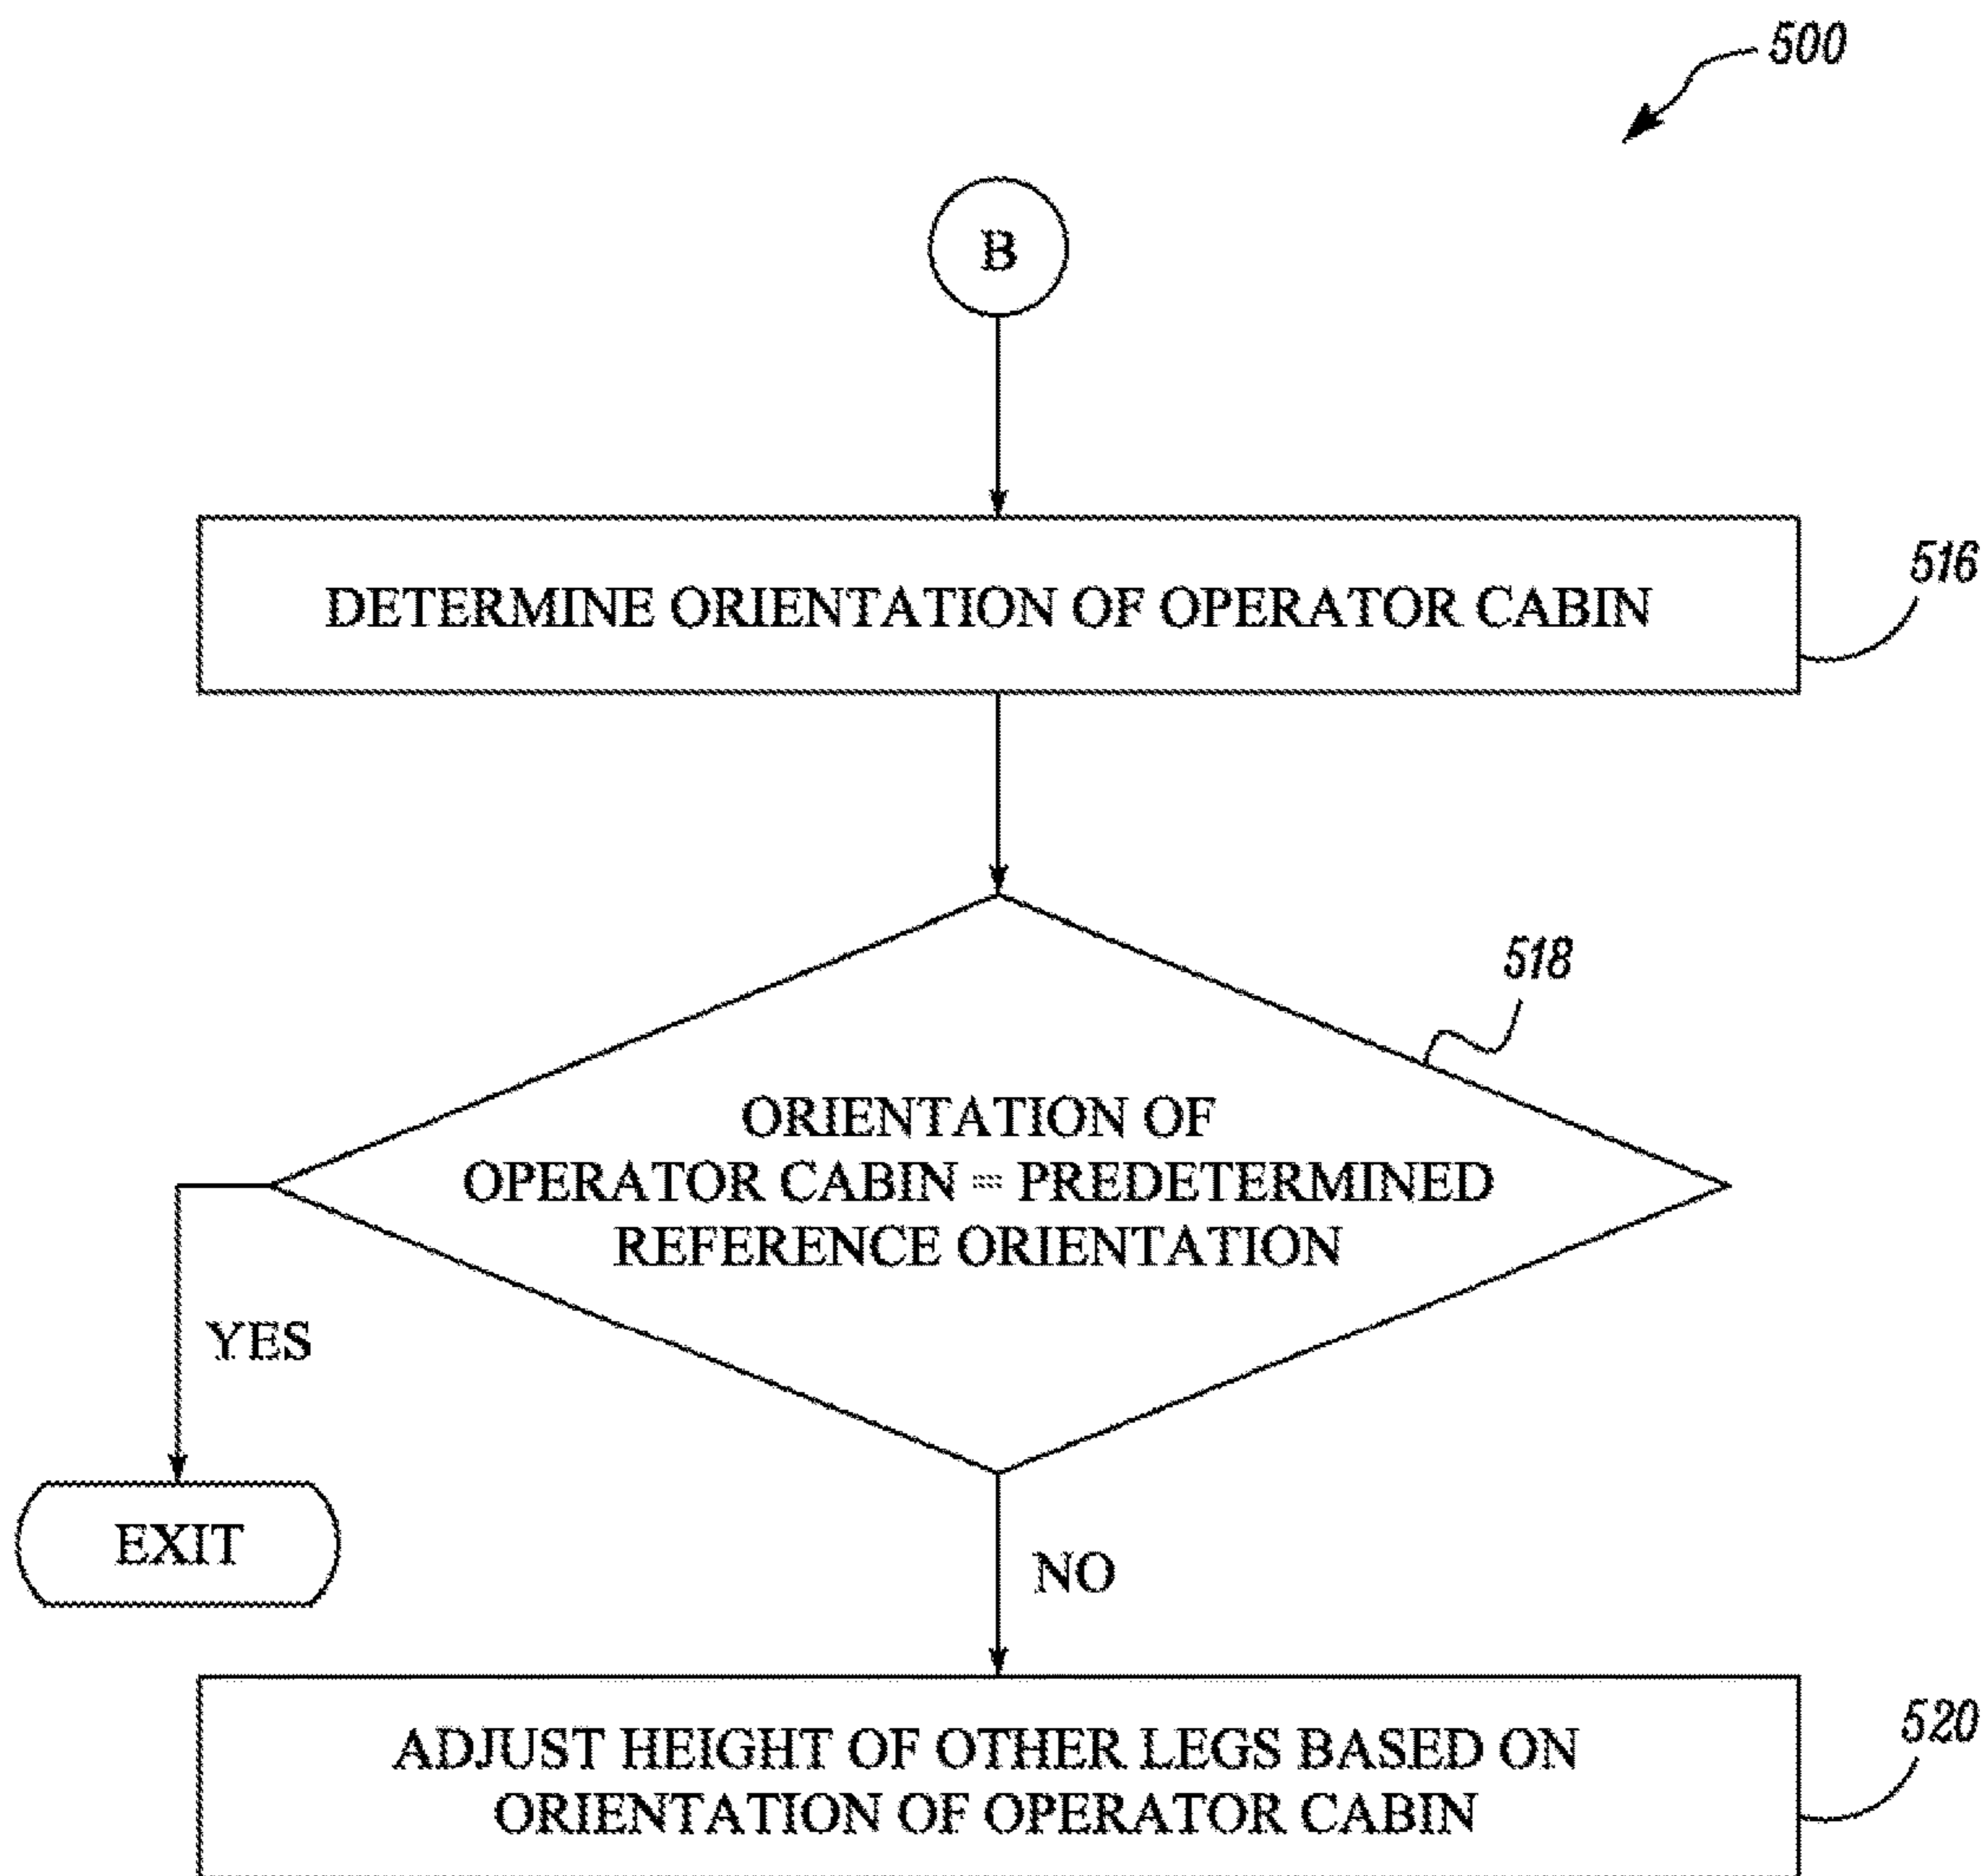 500
B
DETERMINE ORIENTATION OF OPERATOR CABIN
516
518
ORIENTATION OF
OPERATOR CABIN = PREDETERMINED
REFERENCE ORIENTATION
YES
EXIT
NO
ADJUST HEIGHT OF OTHER LEGS BASED ON
ORIENTATION OF OPERATOR CABIN
520